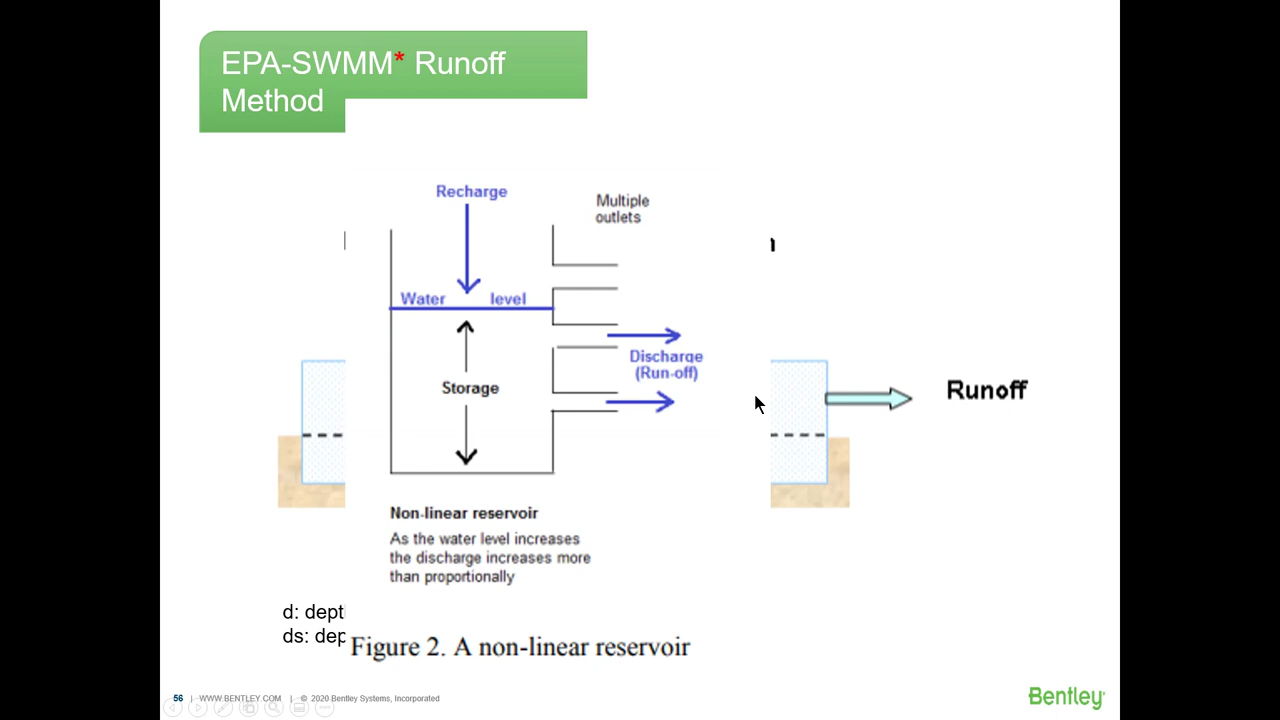 EPA-SWMM* Runoff
Method
Recharge
Multiple
outlets
Water level
Discharge
(Run-off)
Storage
Runoff
Non-linear reservoir
As the water level increases
the discharge increases more
than proportionally
d:
ds:
Figure 2. A non-linear reservoir
56 | WWW.BENTLEY.COM | © 2020 Bentley Systems, Incorporated
Bentley